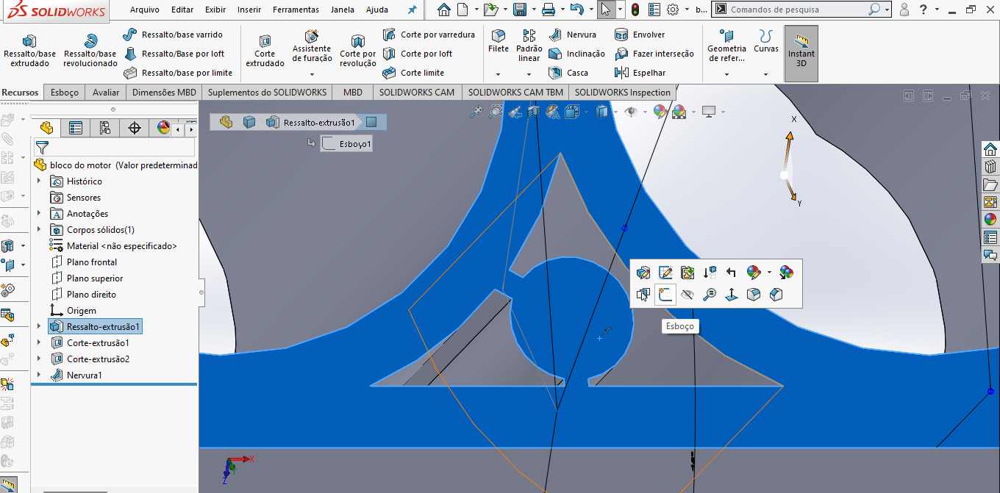 SOLIDWORKS
Arquivo Editar Exibir Inserir Ferramentas Janela Ajuda
b...
Comandos de pesquisa
Ressalto/base extrudado
Ressalto/base revolucionado
Ressalto/base varrido
Ressalto/Base por loft
Ressalto/base por limite
Corte extrudado
Assistente de furação
Corte por revolução
Corte por varredura
Corte por loft
Corte limite
Filete
Padrão linear
Nervura
Inclinação
Casca
Envolver
Fazer interseção
Espelhar
Geometria de refer...
Curvas
Instant 3D
Recursos Esboço Avaliar Dimensões MBD Suplementos do SOLIDWORKS MBD SOLIDWORKS CAM SOLIDWORKS CAM TBM SOLIDWORKS Inspection
Ressalto-extrusão1
Esboço1
bloco do motor (Valor predeterminad
Histórico
Sensores
Anotações
Corpos sólidos(1)
Material <não especificado>
Plano frontal
Plano superior
Plano direito
Origem
Ressalto-extrusão1
Corte-extrusão1
Corte-extrusão2
Nervura1
X
Y
Esboço
X
Y
Z